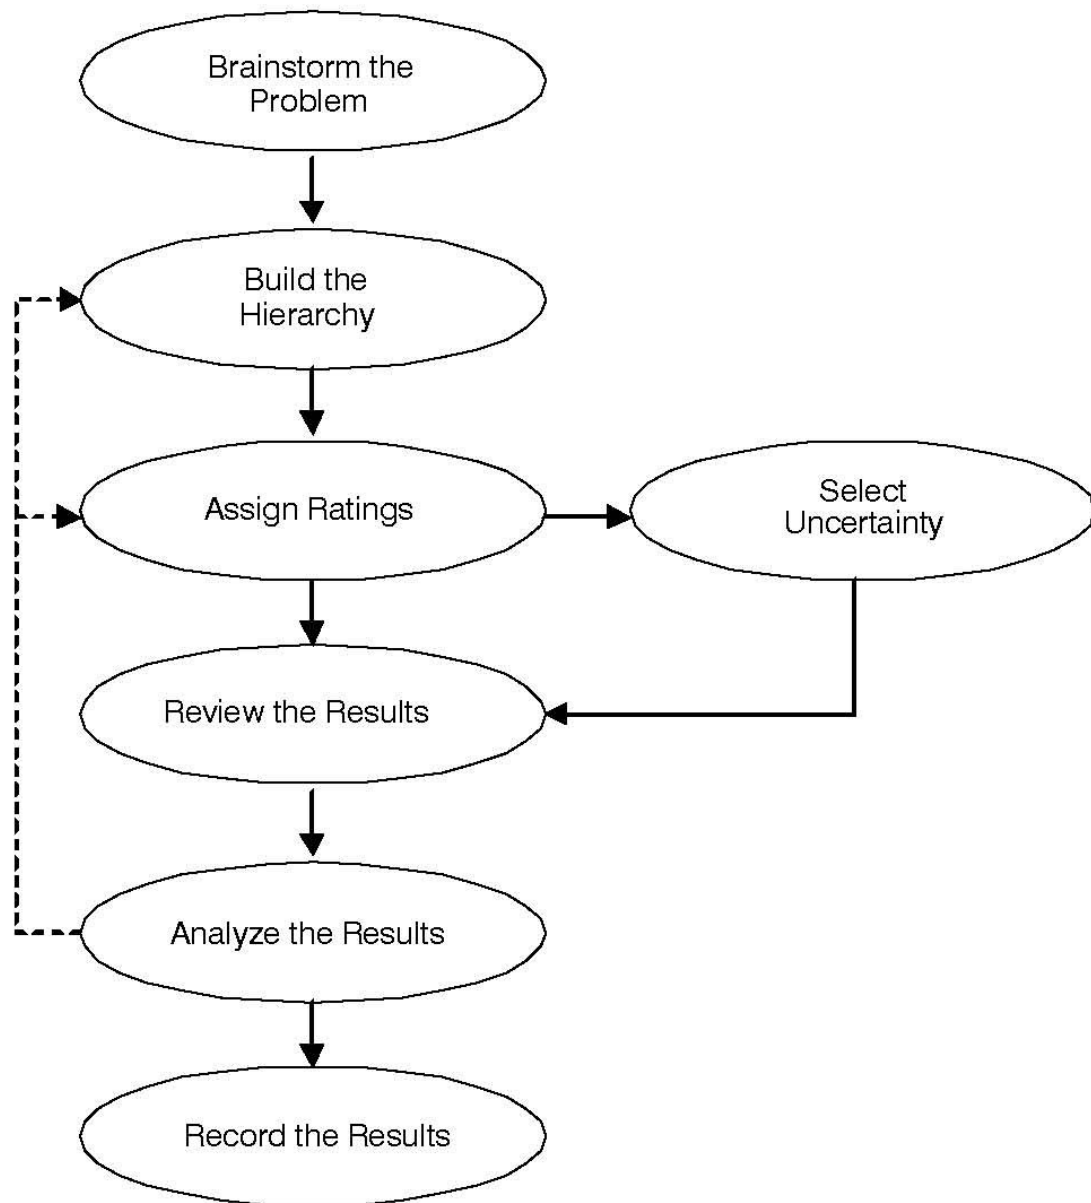 Brainstorm the
Problem
Build the
Hierarchy
Assign Ratings
Select
Uncertainty
Review the Results
Analyze the Results
Record the Results